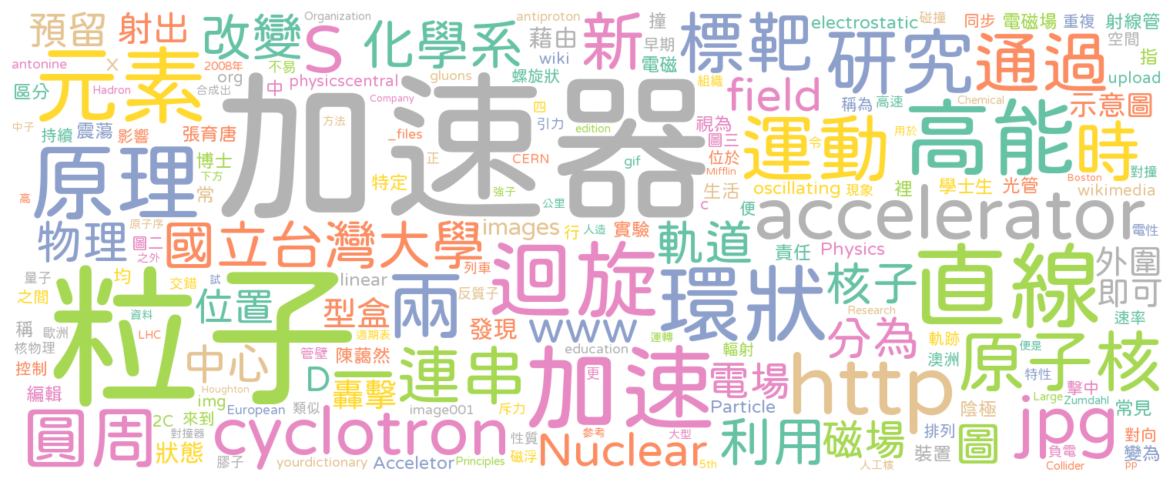 預留
射出
Organization
改變
S
化學系
藉由
antiproton
新
撞
早期
標靶
electrostatic
碰撞
研究
同步
電磁場
重複
射線管
通過
空間
指
antonine
X
元素
2008年
不易
org
wiki
physicscentral
gluons
螺旋狀
電磁
稱為
高速
upload
區分
Hadron
合成出
中
Company
加速器
四
組織
field
Chemical
示意圖
中子
持續
震盪
影響
張育唐
方法
_files
引力
edition
視為
圖三
運動
令
用於
高能
時
對撞
原理
博士
下方
正
CERN
gif
位於
Mifflin
Boston
高
常
特定
強子
生活
oscillating
現象
裡
學士生
光管
wikimedia
原子序
公里
c
便
accelerator
電性
物理
圖二
之外
國立台灣大學
images
行
人造
實驗
軌道
責任
Physics
直線
外圍
即可
量子
均
交錯
試
linear
列車
反質子
迴旋
環狀
核子
之間
粒子
位置
型盒
兩
發現
www
運轉
Research
分為
速率
稱
歐洲
資料
LHC
週期表
管壁
陳藹然
education
輻射
軌跡
便是
核物理
中心
一連串
加速
更
電場
http
澳洲
特性
原子核
控制
編輯
Houghton
D
轟擊
img
類似
image001
斥力
Particle
陰極
擊中
Large
Zumdahl
常見
圓周
2C
來到
European
對撞器
cyclotron
性質
參考
大型
Nuclear
利用
磁場
排列
圖
jpg
對向
狀態
膠子
yourdictionary
Acceletor
Principles
磁浮
5th
人工核
裝置
負電
Collider
變為
PP